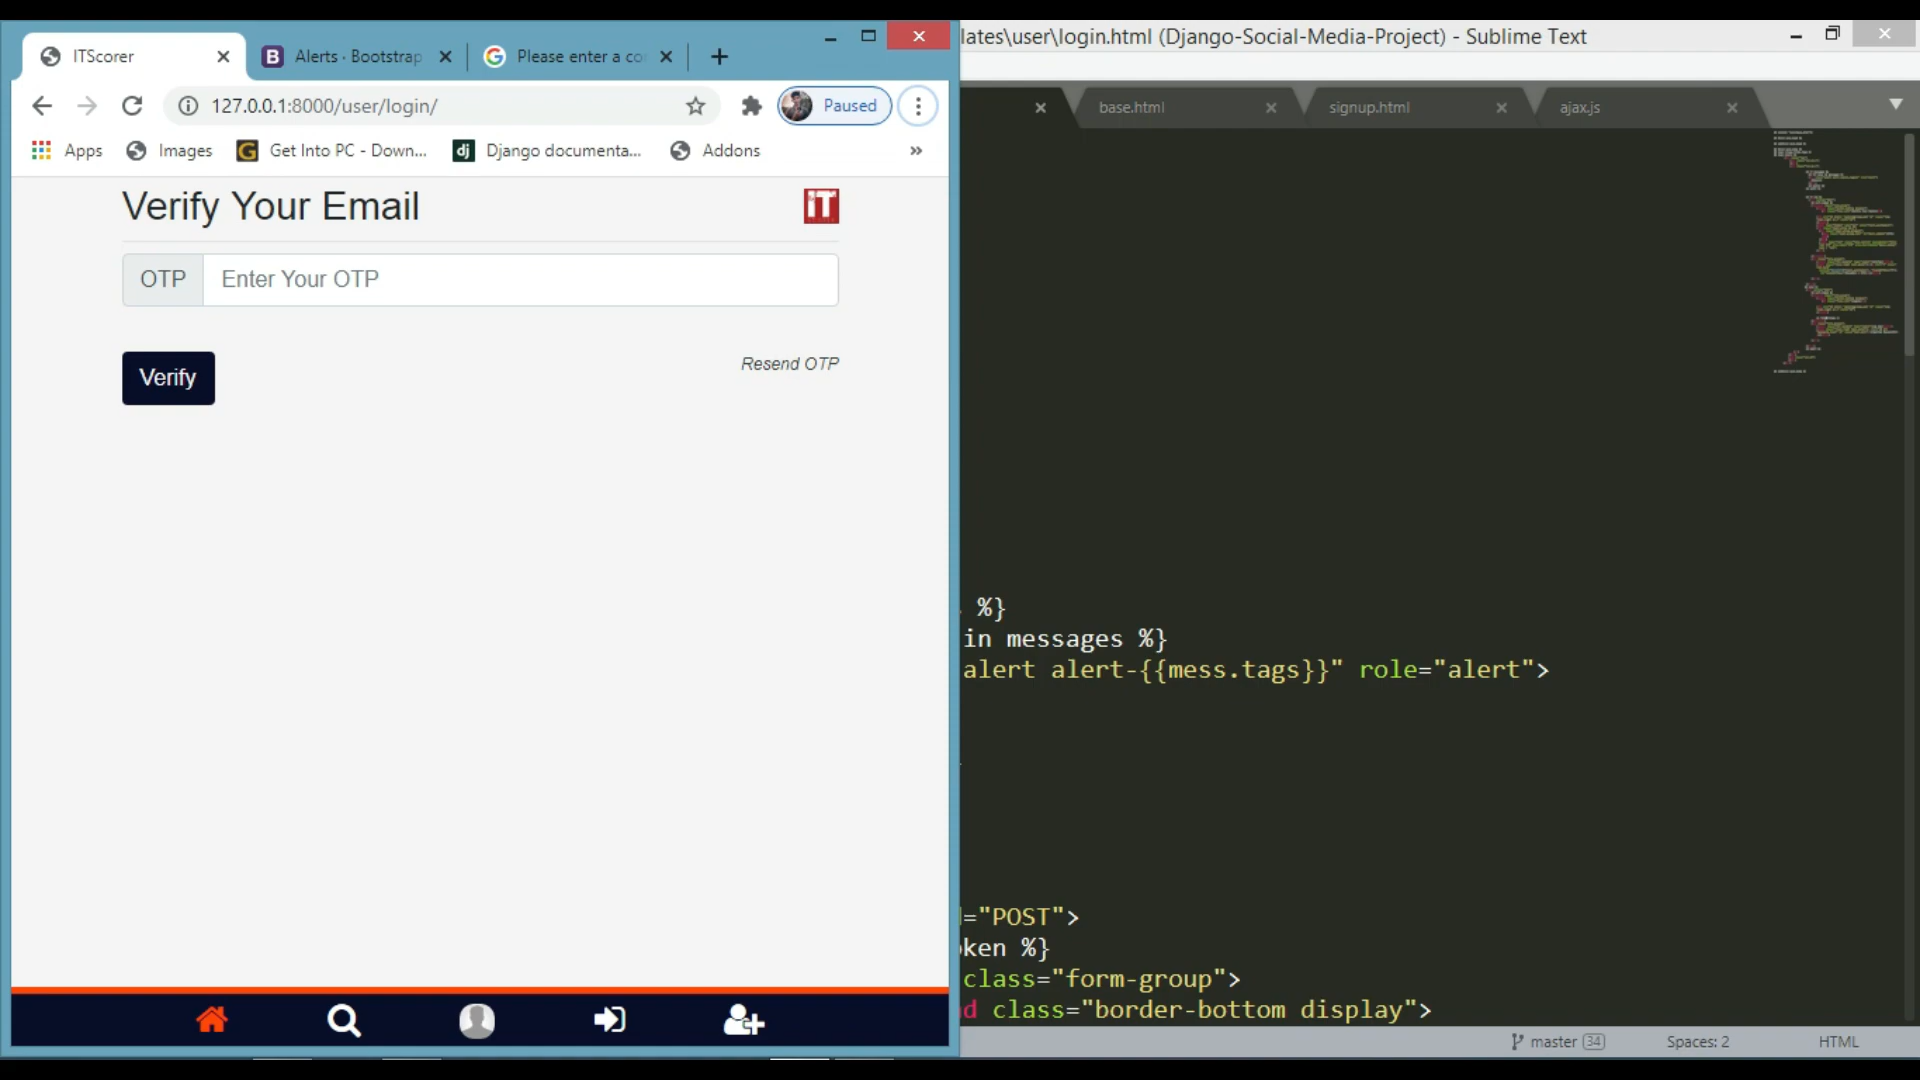 ITScorer
Alerts · Bootstrap
Please enter a co
127.0.0.1:8000/user/login/
Paused
Apps
Images
Get Into PC - Down...
Django documenta...
Addons
Verify Your Email
iT
OTP
Enter Your OTP
Verify
Resend OTP
lates\user\login.html (Django-Social-Media-Project) - Sublime Text
base.html
signup.html
ajax.js
%}
in messages %}
alert alert-{{mess.tags}}" role="alert">
="POST">
ken %}
class="form-group">
d class="border-bottom display">
master 34
Spaces: 2
HTML